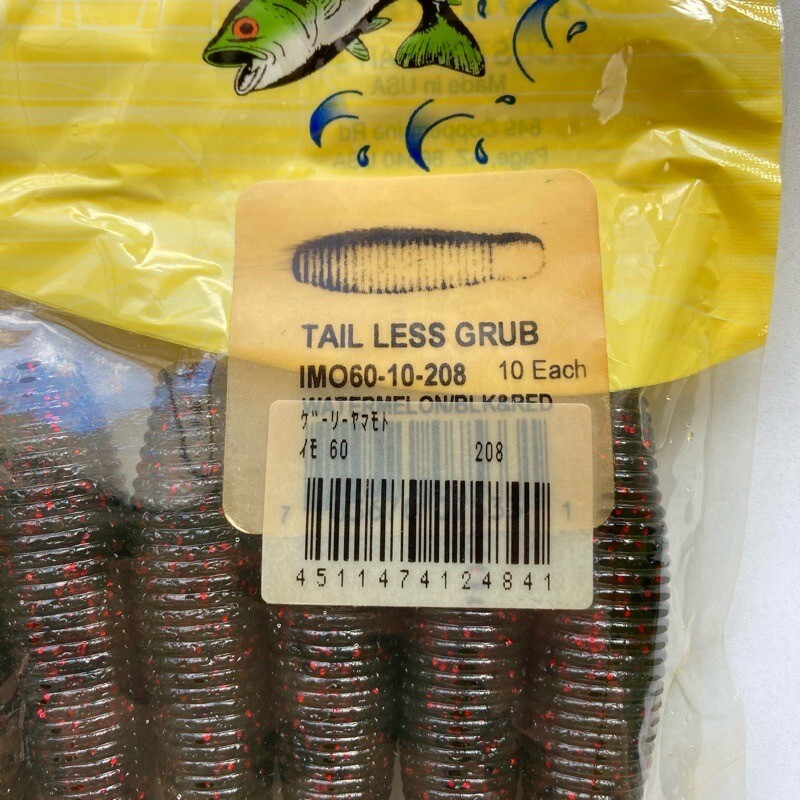 Made in USA
TAIL LESS GRUB
IMO60-10-208 10 Each
WATERMELON/BLK&RED
ｹﾞｰﾘｰﾔﾏﾓﾄ
ｲﾓ 60 208
4511474124841